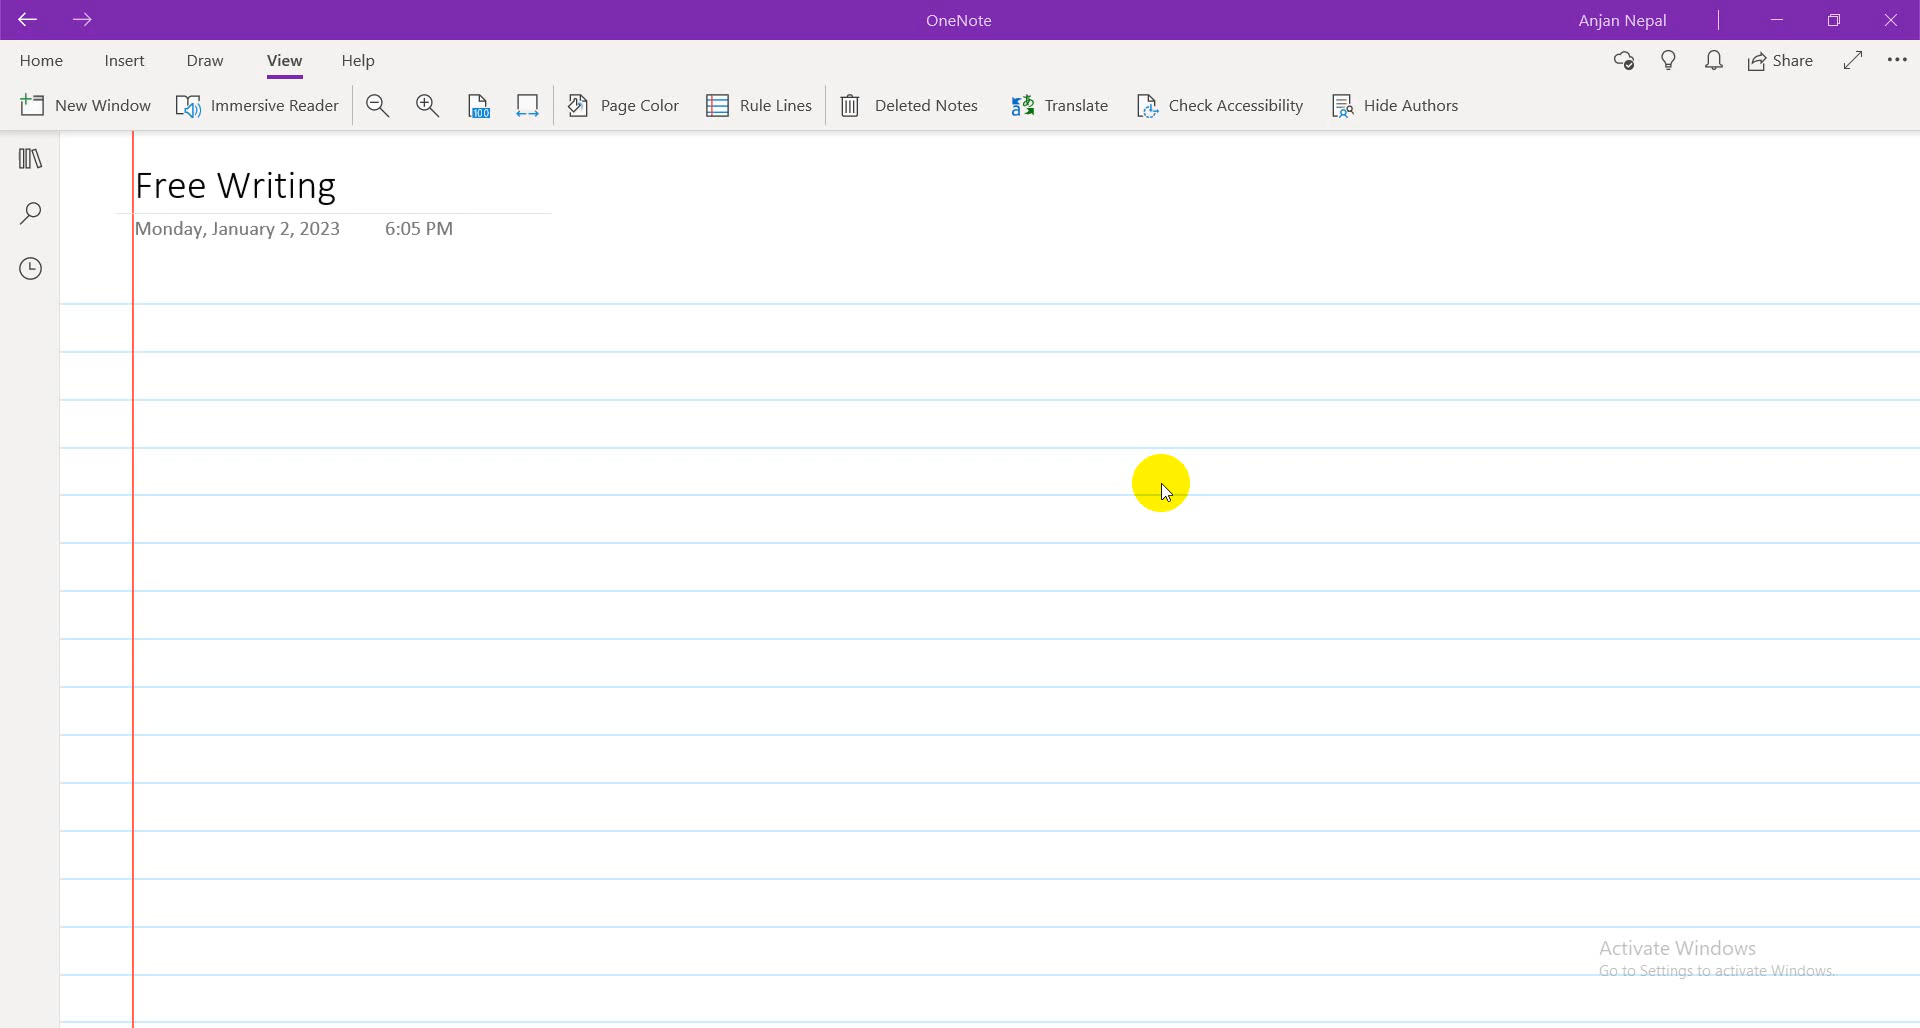 OneNote
Anjan Nepal
Home Insert Draw View Help
Share
New Window Immersive Reader 100 Page Color Rule Lines Deleted Notes Translate Check Accessibility Hide Authors
Free Writing
Monday, January 2, 2023 6:05 PM
Activate Windows
Go to Settings to activate Windows.